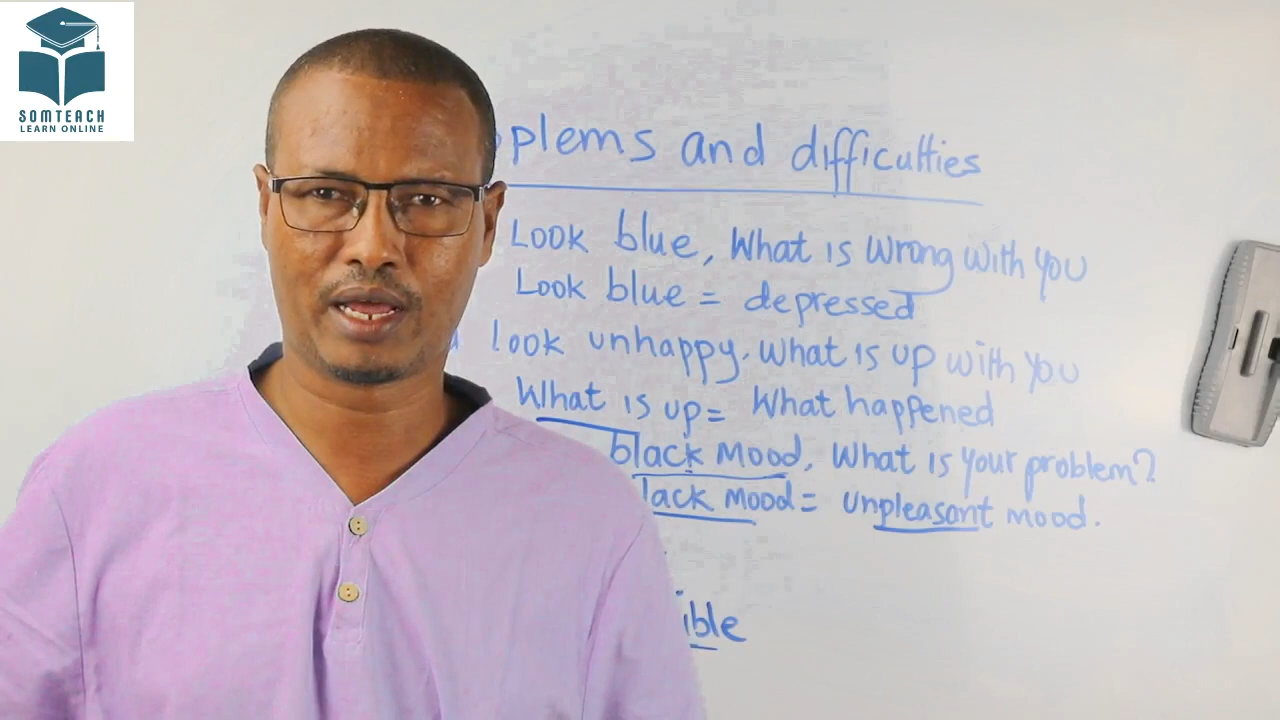 SOMTEACH
LEARN ONLINE
oplems and difficulties
Look blue, What is wrong with you
Look blue = depressed
look unhappy. What is up with you
What is up = What happened
black mood, What is your problem?
lack mood = unpleasant mood.
ible